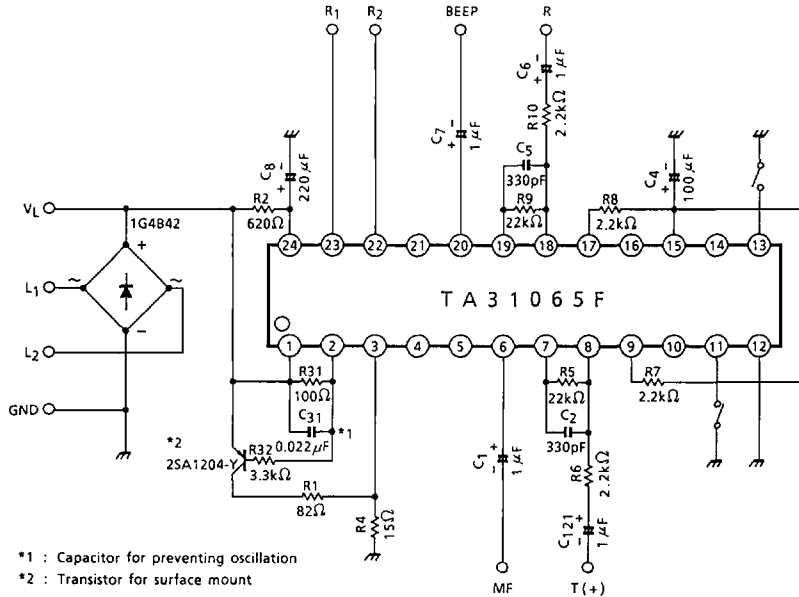 R1 R2 BEEP R
C6 1μF
R10 2.2kΩ
C7 1μF
C8 220μF
C5
330pF
R9
22kΩ
C4 100μF
VL
1G4B42
R2
620Ω
R8
2.2kΩ
24 23 22 21 20 19 18 17 16 15 14 13
+
~ ~
-
L1
TA31065F
L2
1 2 3 4 5 6 7 8 9 10 11 12
GND
R31
100Ω
C31 *1
0.022μF
R5
22kΩ
C2
330pF
R7
2.2kΩ
*2
2SA1204-Y
R32
3.3kΩ
R1
82Ω
R4 15Ω
C1 1μF
R6 2.2kΩ
C121 1μF
*1 : Capacitor for preventing oscillation
*2 : Transistor for surface mount
MF T(+)